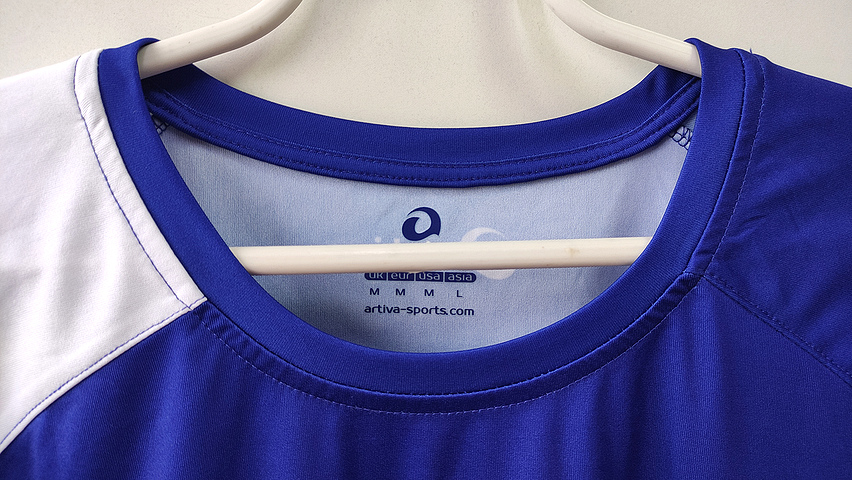 uk eur usa asia
M M M L
artiva-sports.com